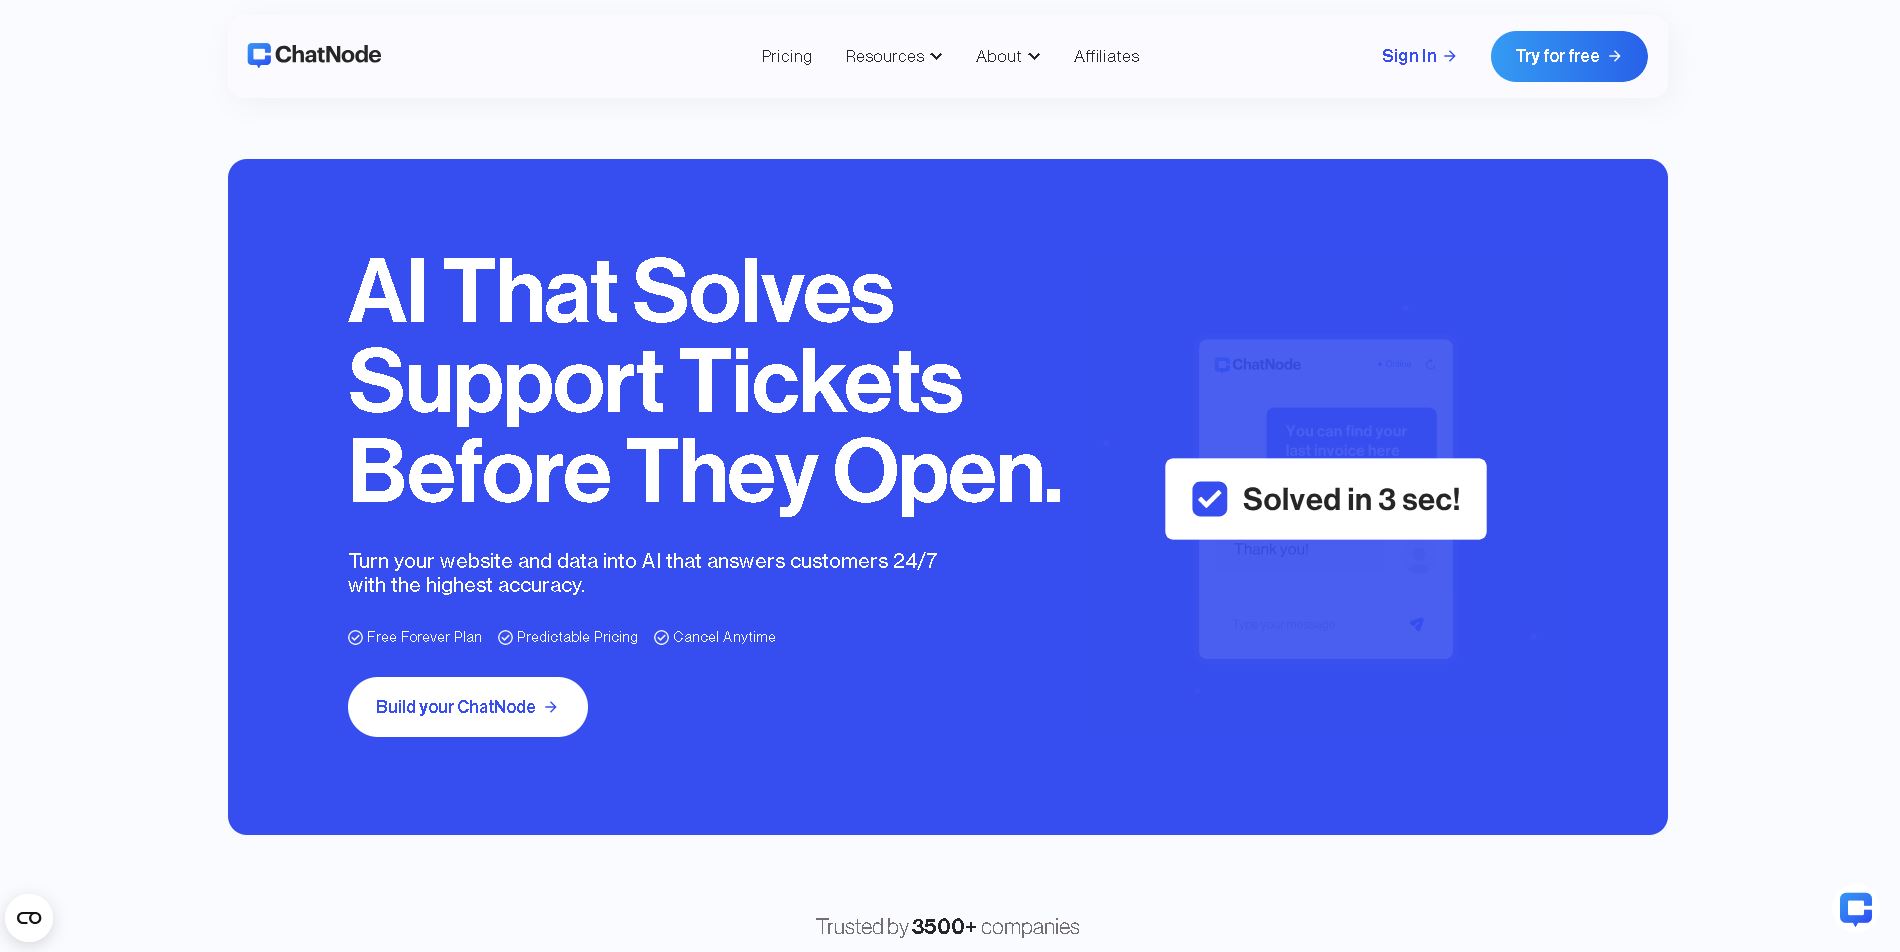 ChatNode
Pricing
Resources
About
Affiliates
Sign In
Try for free
AI That Solves
Support Tickets
Before They Open.
Turn your website and data into AI that answers customers 24/7
with the highest accuracy.
Free Forever Plan
Predictable Pricing
Cancel Anytime
Build your ChatNode
ChatNode
Online
You can find your
last invoice here
Solved in 3 sec!
Thank you!
Type your message
Trusted by 3500+ companies